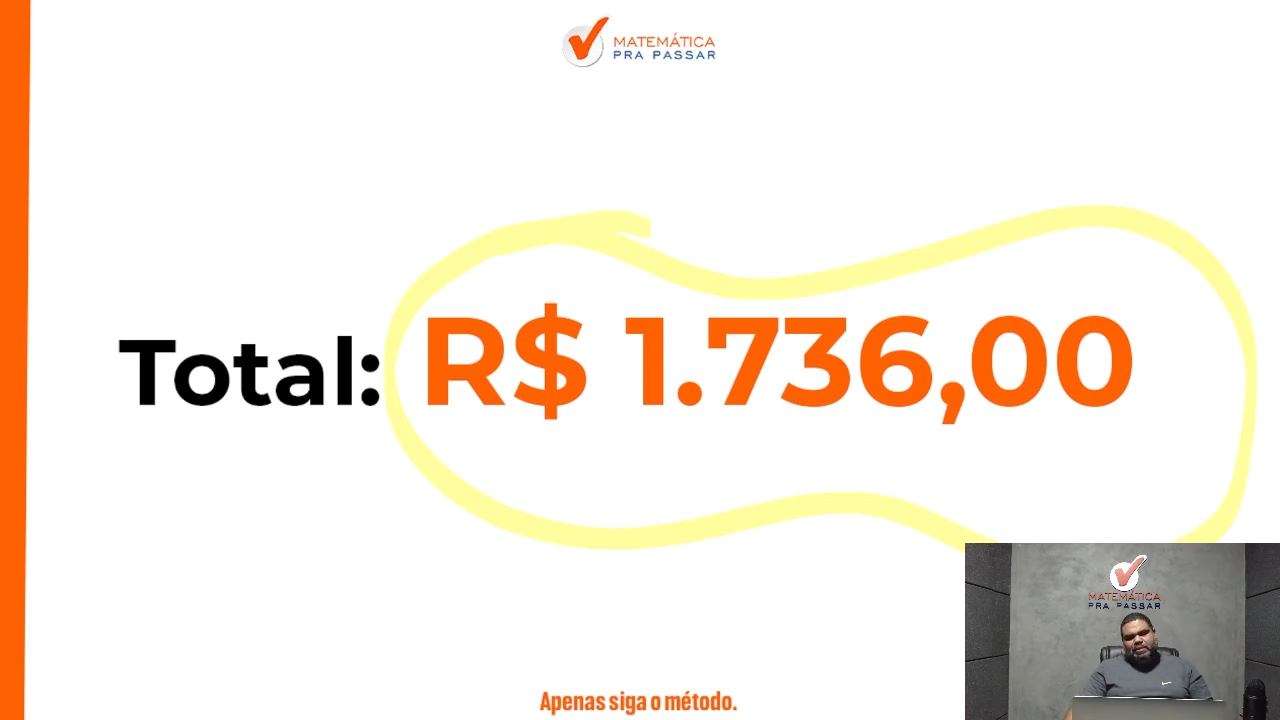 MATEMÁTICA
PRA PASSAR
Total: R$ 1.736,00
MATEMÁTICA
PRA PASSAR
Apenas siga o método.